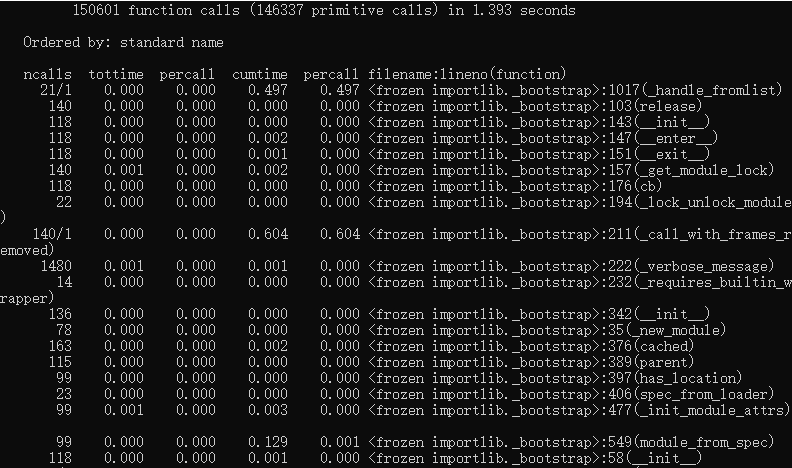 150601 function calls (146337 primitive calls) in 1.393 seconds
Ordered by: standard name
ncalls tottime percall cumtime percall filename:lineno(function)
21/1 0.000 0.000 0.497 0.497 <frozen importlib._bootstrap>:1017(_handle_fromlist)
140 0.000 0.000 0.000 0.000 <frozen importlib._bootstrap>:103(release)
118 0.000 0.000 0.000 0.000 <frozen importlib._bootstrap>:143(__init__)
118 0.000 0.000 0.002 0.000 <frozen importlib._bootstrap>:147(__enter__)
118 0.000 0.000 0.001 0.000 <frozen importlib._bootstrap>:151(__exit__)
140 0.001 0.000 0.002 0.000 <frozen importlib._bootstrap>:157(_get_module_lock)
118 0.000 0.000 0.000 0.000 <frozen importlib._bootstrap>:176(cb)
22 0.000 0.000 0.000 0.000 <frozen importlib._bootstrap>:194(_lock_unlock_module
)
140/1 0.000 0.000 0.604 0.604 <frozen importlib._bootstrap>:211(_call_with_frames_r
emoved)
1480 0.001 0.000 0.001 0.000 <frozen importlib._bootstrap>:222(_verbose_message)
14 0.000 0.000 0.000 0.000 <frozen importlib._bootstrap>:232(_requires_builtin_w
rapper)
136 0.000 0.000 0.000 0.000 <frozen importlib._bootstrap>:342(__init__)
78 0.000 0.000 0.000 0.000 <frozen importlib._bootstrap>:35(_new_module)
163 0.000 0.000 0.002 0.000 <frozen importlib._bootstrap>:376(cached)
115 0.000 0.000 0.000 0.000 <frozen importlib._bootstrap>:389(parent)
99 0.000 0.000 0.000 0.000 <frozen importlib._bootstrap>:397(has_location)
23 0.000 0.000 0.000 0.000 <frozen importlib._bootstrap>:406(spec_from_loader)
99 0.001 0.000 0.003 0.000 <frozen importlib._bootstrap>:477(_init_module_attrs)
99 0.000 0.000 0.129 0.001 <frozen importlib._bootstrap>:549(module_from_spec)
118 0.000 0.000 0.001 0.000 <frozen importlib._bootstrap>:58(__init__)